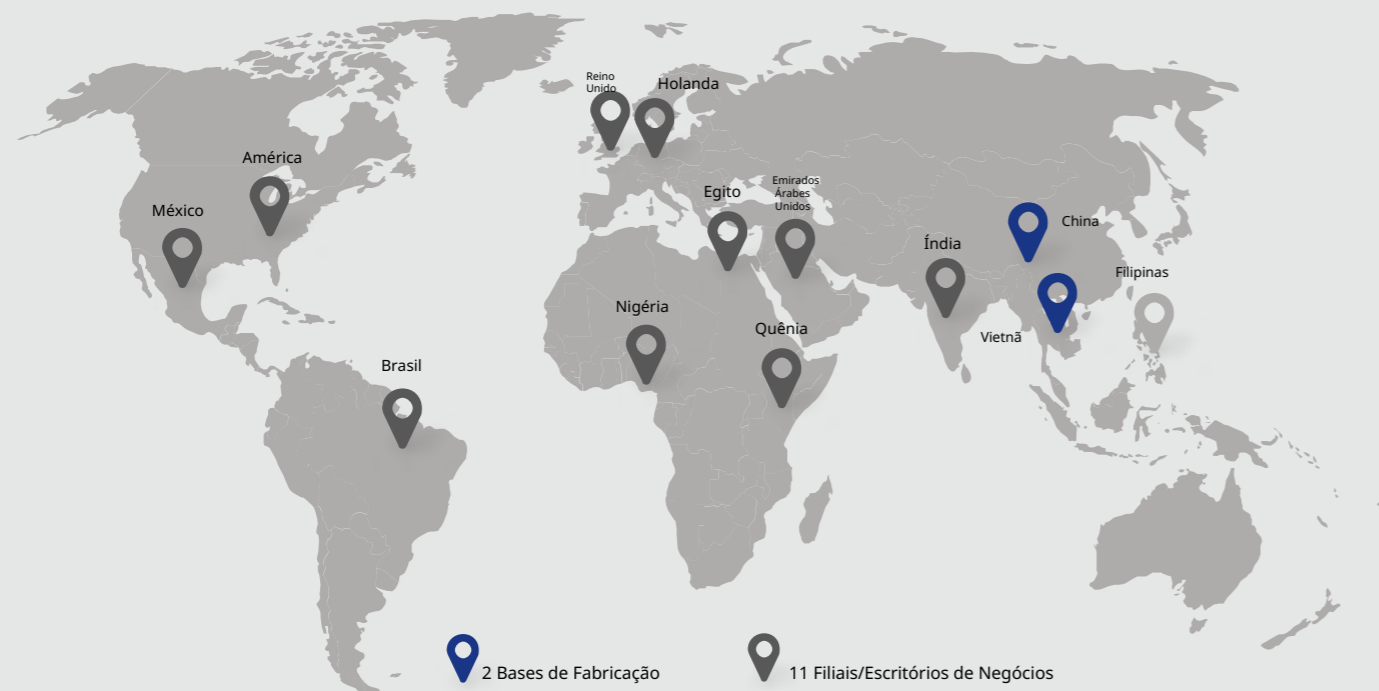 Reino
Unido
Holanda
América
México
Egito
Emirados
Árabes
Unidos
China
Índia
Filipinas
Nigéria
Quênia
Vietnã
Brasil
2 Bases de Fabricação
11 Filiais/Escritórios de Negócios